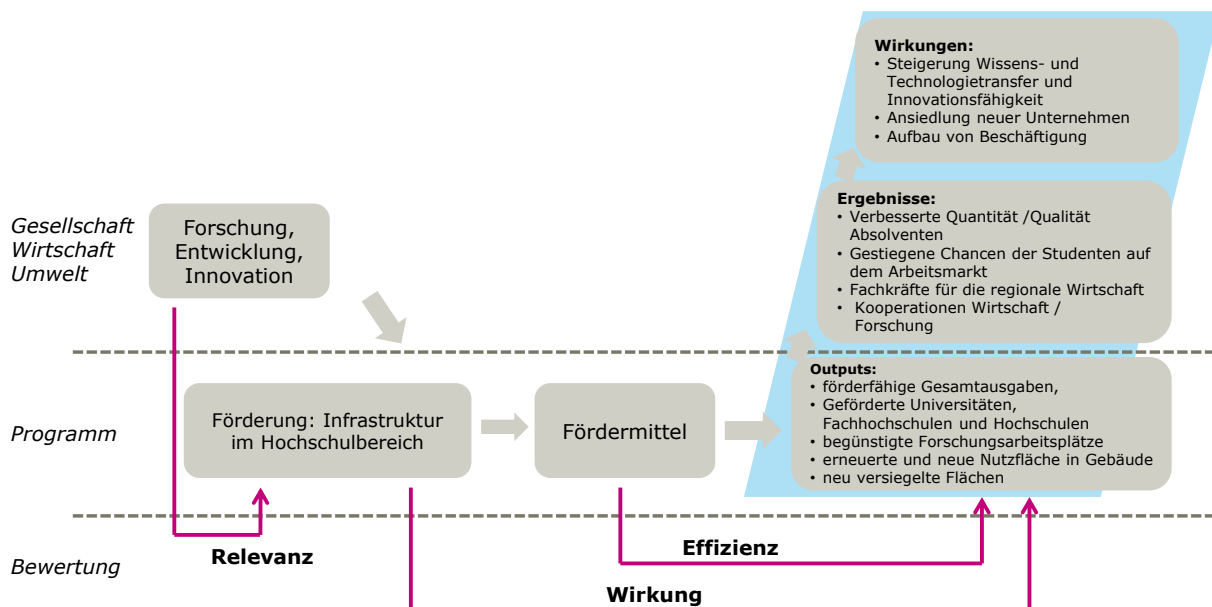 Wirkungen:
• Steigerung Wissens- und
Technologietransfer und
Innovationsfähigkeit
• Ansiedlung neuer Unternehmen
• Aufbau von Beschäftigung
Gesellschaft
Wirtschaft
Umwelt
Forschung,
Entwicklung,
Innovation
Ergebnisse:
• Verbesserte Quantität /Qualität
Absolventen
• Gestiegene Chancen der Studenten auf
dem Arbeitsmarkt
• Fachkräfte für die regionale Wirtschaft
• Kooperationen Wirtschaft /
Forschung
Programm
Förderung: Infrastruktur
im Hochschulbereich
Fördermittel
Outputs:
• förderfähige Gesamtausgaben,
• Geförderte Universitäten,
Fachhochschulen und Hochschulen
• begünstigte Forschungsarbeitsplätze
• erneuerte und neue Nutzfläche in Gebäude
• neu versiegelte Flächen
Bewertung
Relevanz
Effizienz
Wirkung